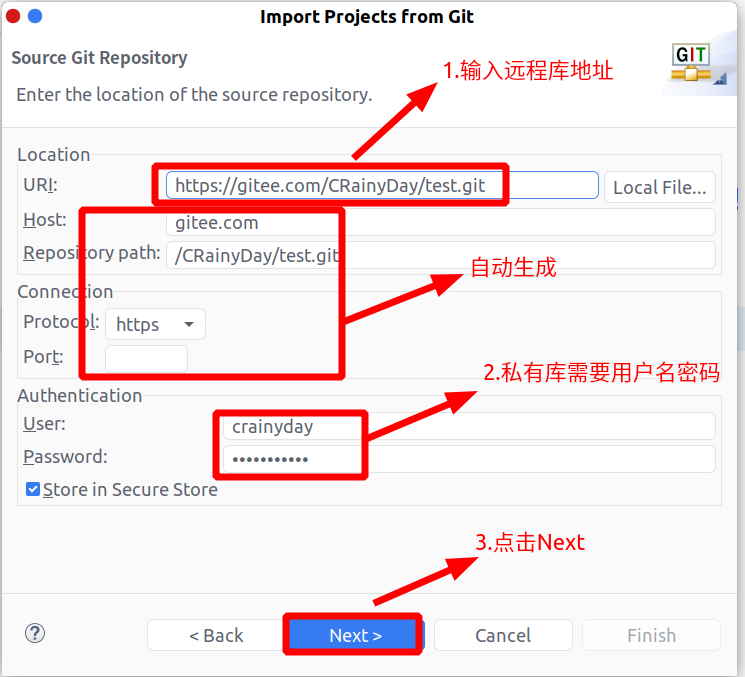 Import Projects from Git
Source Git Repository
GIT
Enter the location of the source repository.
1.输入远程库地址
Location
URI: https://gitee.com/CRainyDay/test.git Local File...
Host: gitee.com
Repository path: /CRainyDay/test.git
自动生成
Connection
Protocol: https
Port:
2.私有库需要用户名密码
Authentication
User: crainyday
Password: •••••••••••
Store in Secure Store
3.点击Next
? < Back Next > Cancel Finish